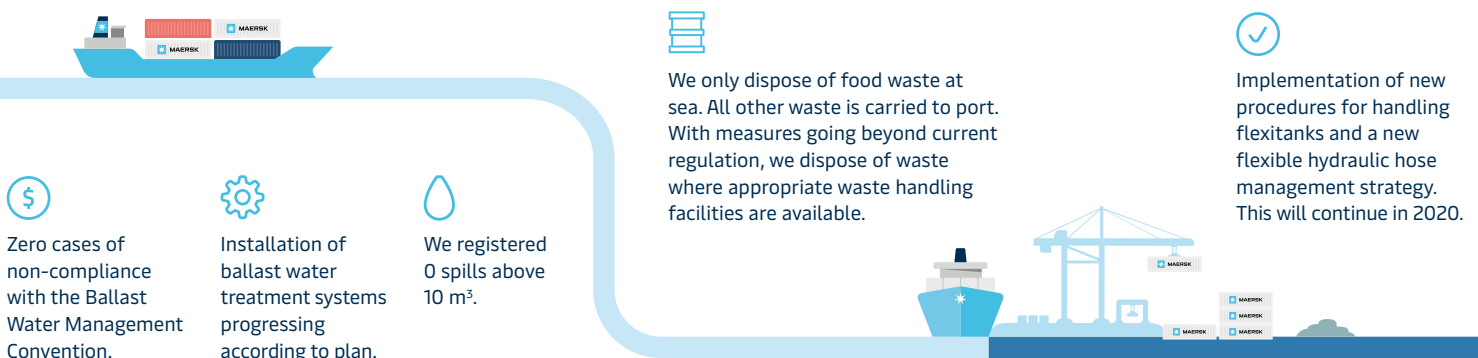 MAERSK
MAERSK
We only dispose of food waste at
sea. All other waste is carried to port.
With measures going beyond current
regulation, we dispose of waste
where appropriate waste handling
facilities are available.
Implementation of new
procedures for handling
flexitanks and a new
flexible hydraulic hose
management strategy.
This will continue in 2020.
$
Zero cases of
non-compliance
with the Ballast
Water Management
Convention.
Installation of
ballast water
treatment systems
progressing
according to plan.
We registered
0 spills above
10 m³.
MAERSK
MAERSK
MAERSK
MAERSK
MAERSK